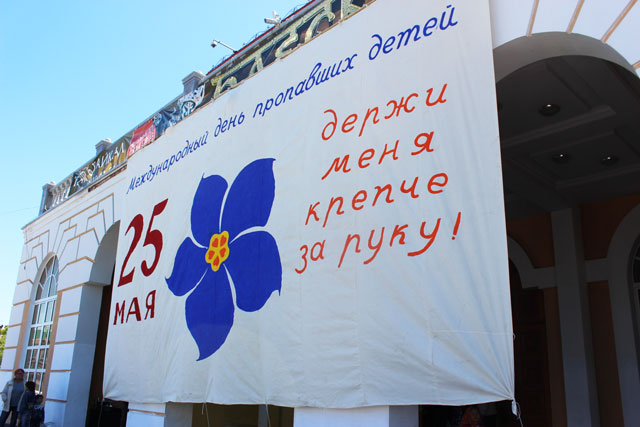 Международный день пропавших детей
25
МАЯ
держи
меня
крепче
за руку!